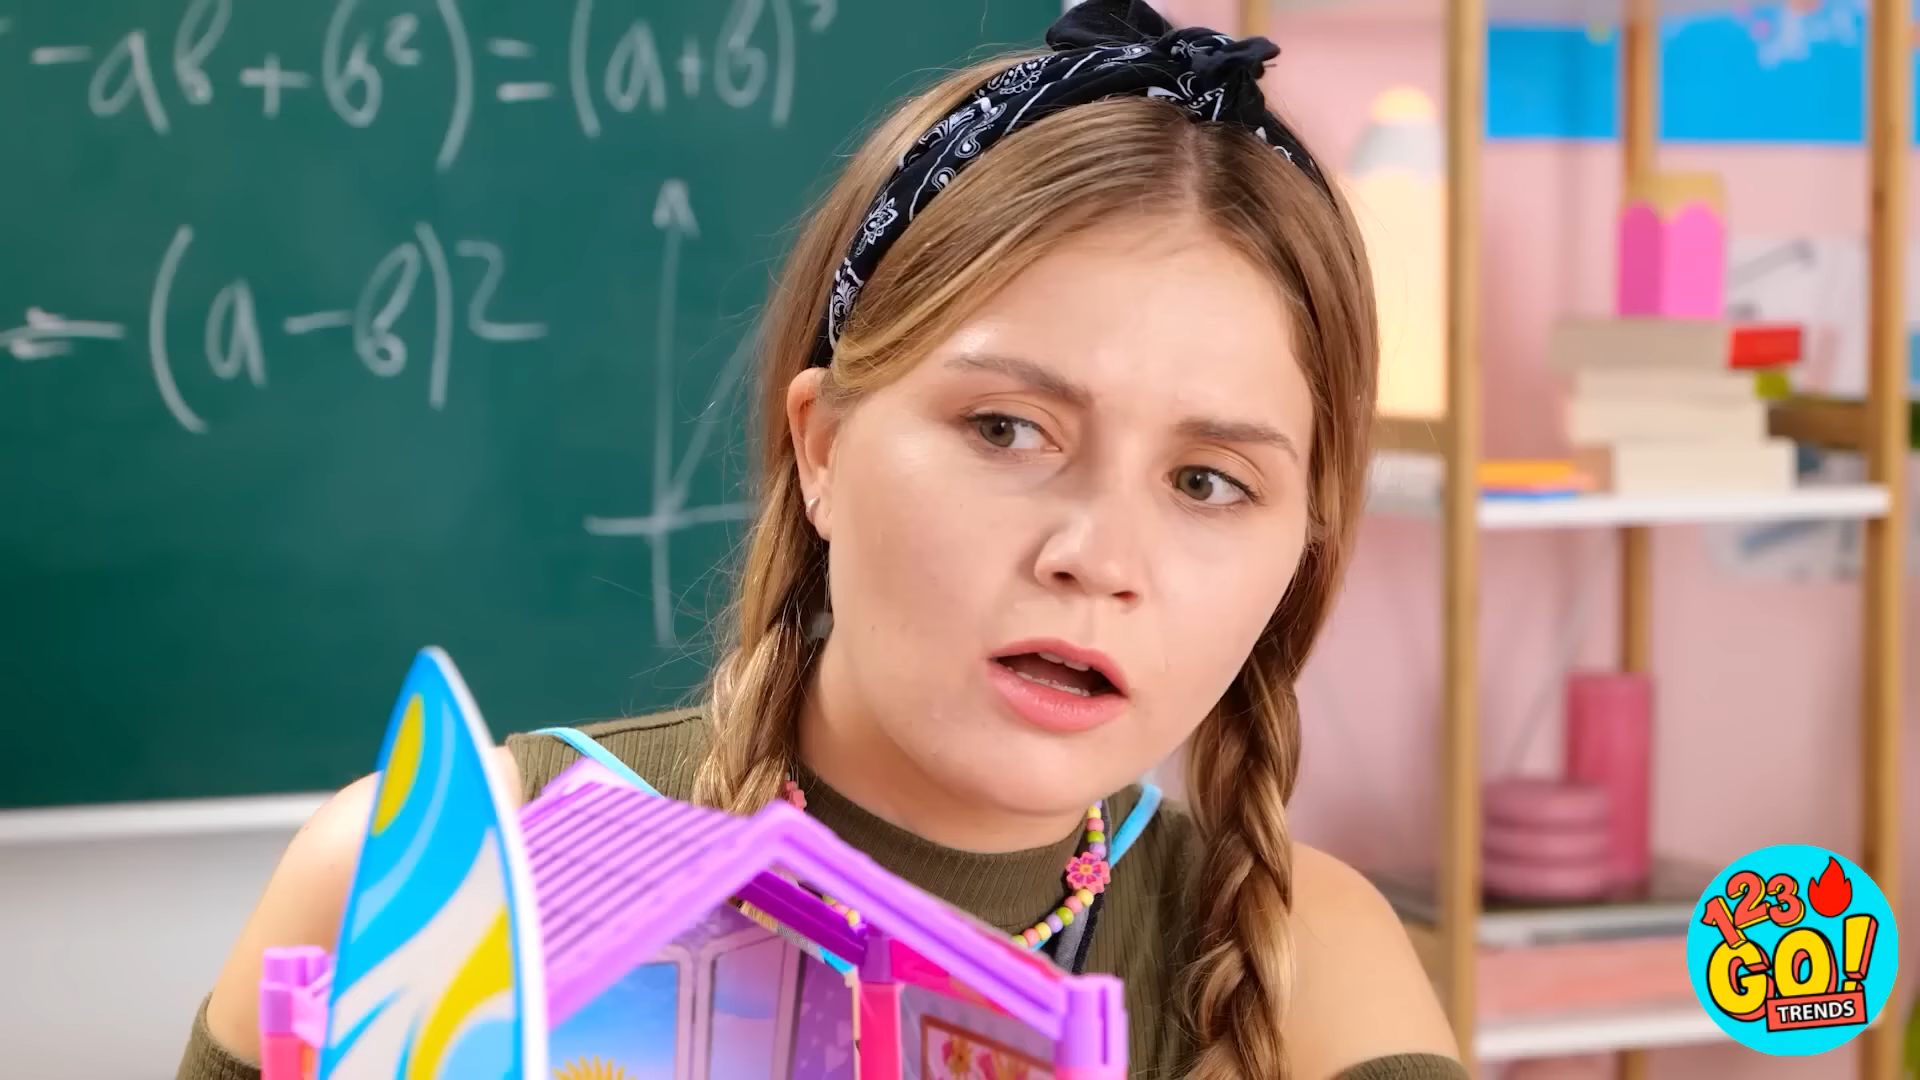 - ab + b²) = (a+b)³
= (a - b)²
123
GO!
TRENDS